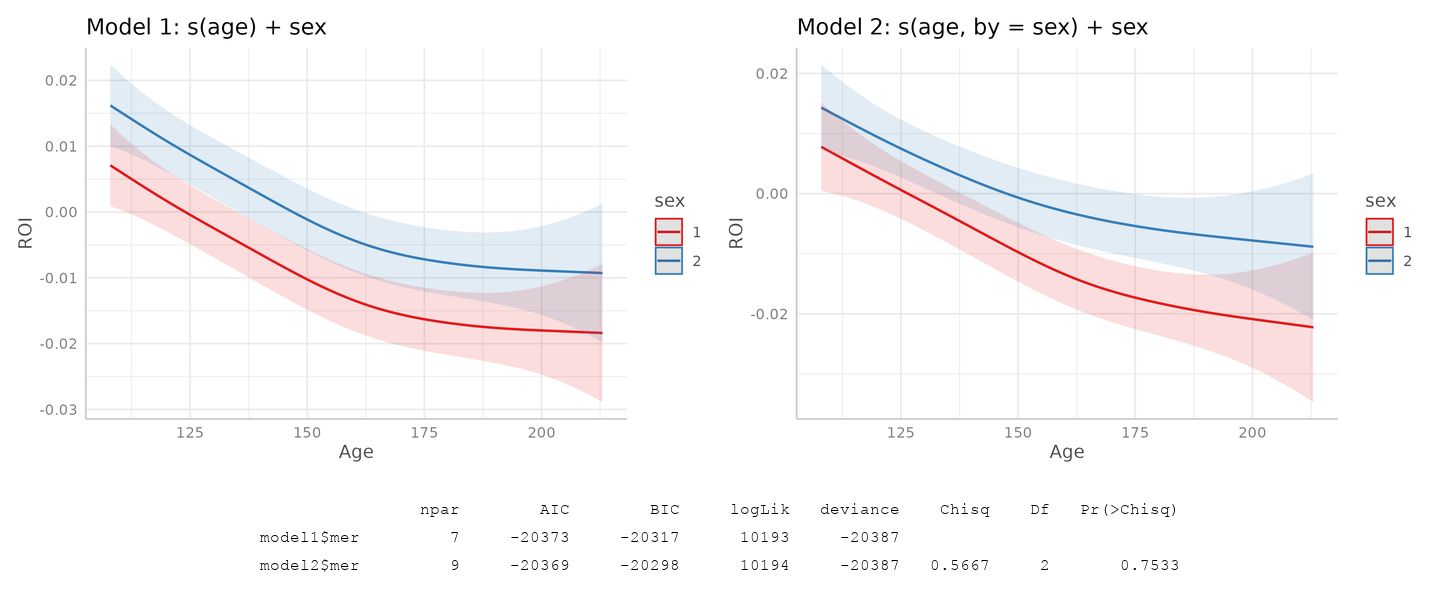 Model 1: s(age) + sex
0.02
0.01
0.00
-0.01
-0.02
-0.03
ROI
125 150 175 200
Age
sex
1
2
Model 2: s(age, by = sex) + sex
0.02
0.00
-0.02
ROI
125 150 175 200
Age
sex
1
2
npar AIC BIC logLik deviance Chisq Df Pr(>Chisq)
model1$mer 7 -20373 -20317 10193 -20387
model2$mer 9 -20369 -20298 10194 -20387 0.5667 2 0.7533